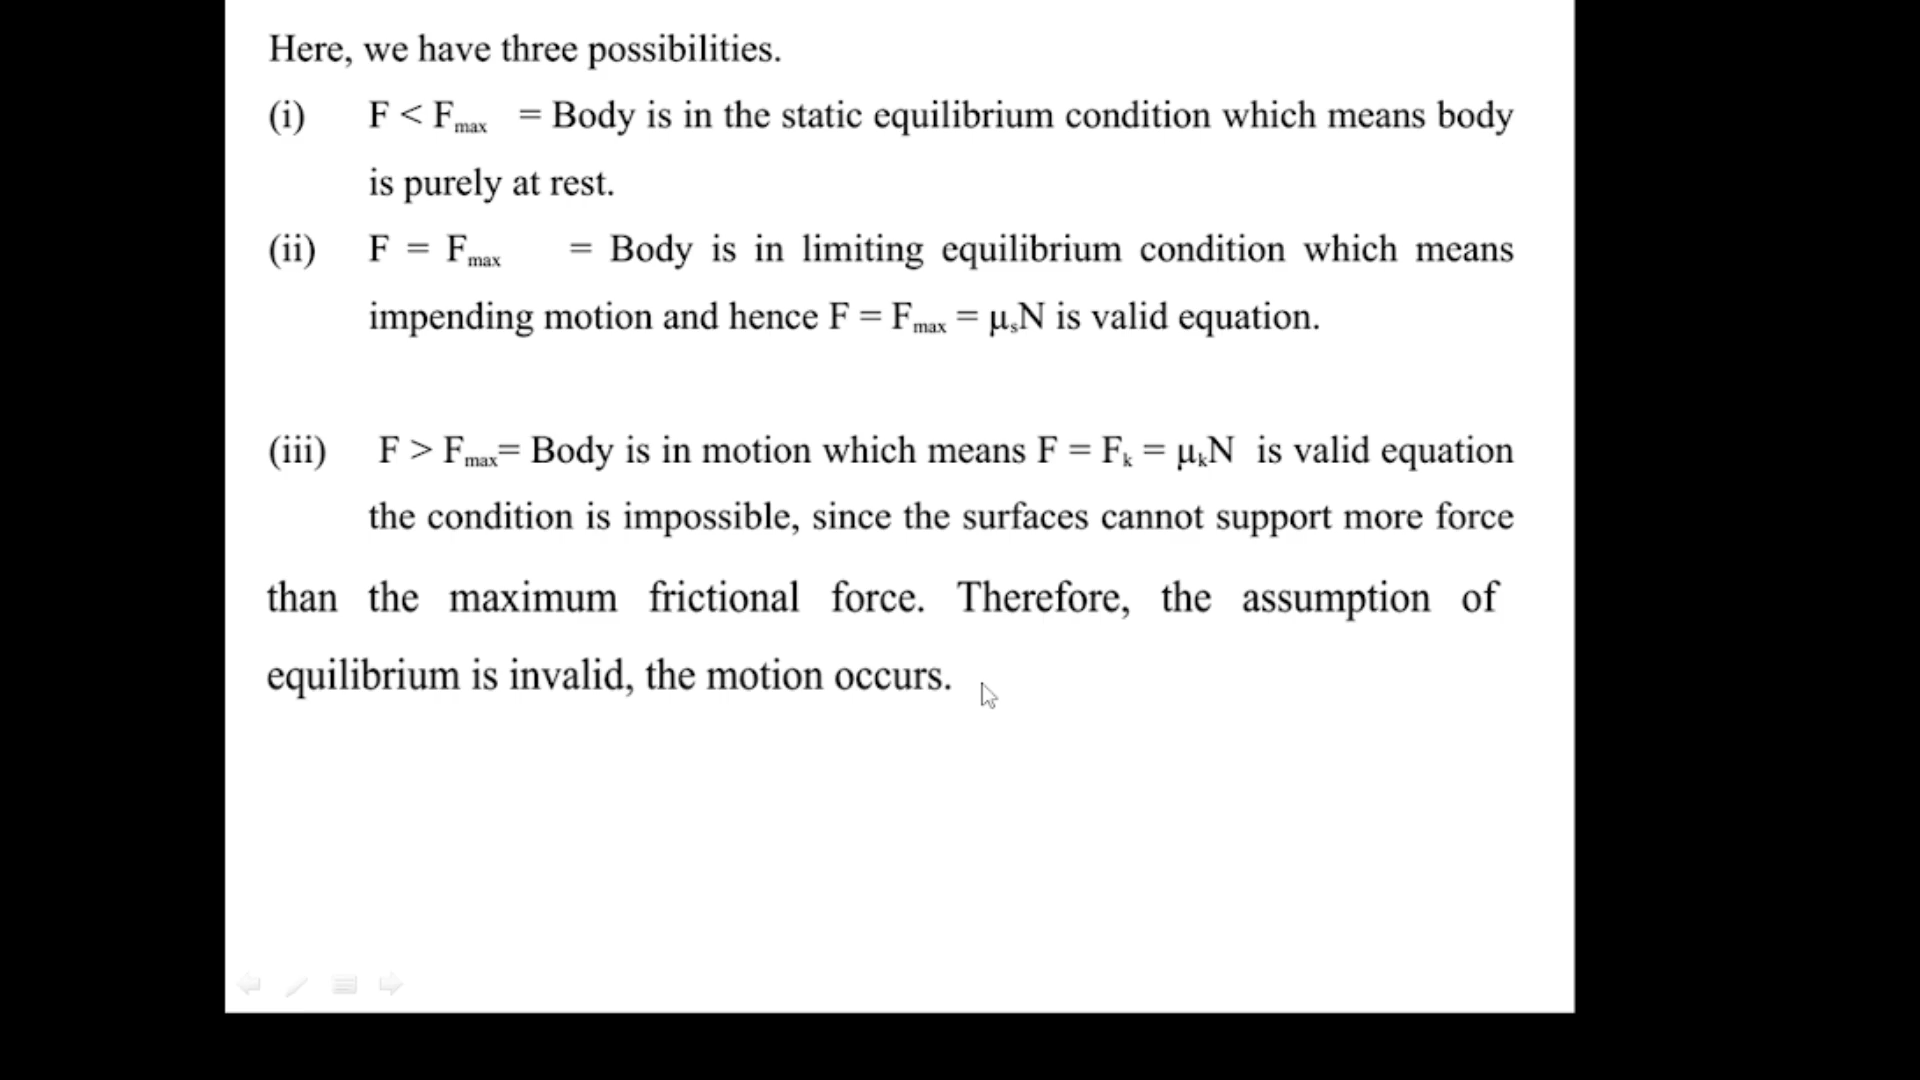 Here, we have three possibilities.
(i) F < Fmax = Body is in the static equilibrium condition which means body
is purely at rest.
(ii) F = Fmax = Body is in limiting equilibrium condition which means
impending motion and hence F = Fmax = μsN is valid equation.
(iii) F > Fmax= Body is in motion which means F = Fk = μkN is valid equation
the condition is impossible, since the surfaces cannot support more force
than the maximum frictional force. Therefore, the assumption of
equilibrium is invalid, the motion occurs.